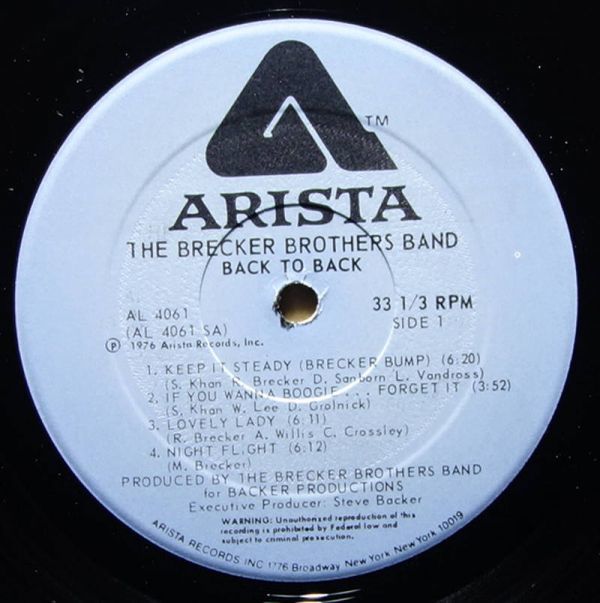 TM
ARISTA
THE BRECKER BROTHERS BAND
BACK TO BACK
AL 4061
33 1/3 RPM
(AL 4061 SA)
SIDE 1
Ⓟ 1976 Arista Records, Inc.
1. KEEP IT STEADY (BRECKER BUMP) (6:20)
(S. Khan R. Brecker D. Sanborn L. Vandross)
2. IF YOU WANNA BOOGIE . . . FORGET IT (3:52)
(S. Khan W. Lee D. Grolnick)
3. LOVELY LADY (6:11)
(R. Brecker A. Willis C. Crossley)
4. NIGHT FLIGHT (6:12)
(M. Brecker)
PRODUCED BY THE BRECKER BROTHERS BAND
for BACKER PRODUCTIONS
Executive Producer: Steve Backer
WARNING: Unauthorized reproduction of this
recording is prohibited by Federal law and
subject to criminal prosecution.
ARISTA RECORDS INC 1776 Broadway New York New York 10019